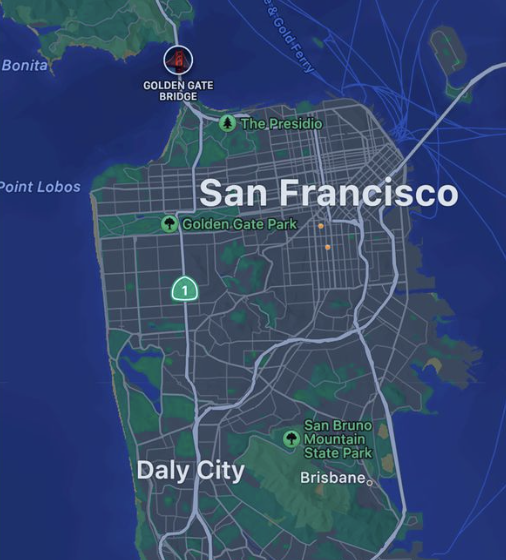 e & Gold Ferry
Bonita
GOLDEN GATE
BRIDGE
The Presidio
Point Lobos
San Francisco
Golden Gate Park
1
San Bruno
Mountain
State Park
Daly City
Brisbane